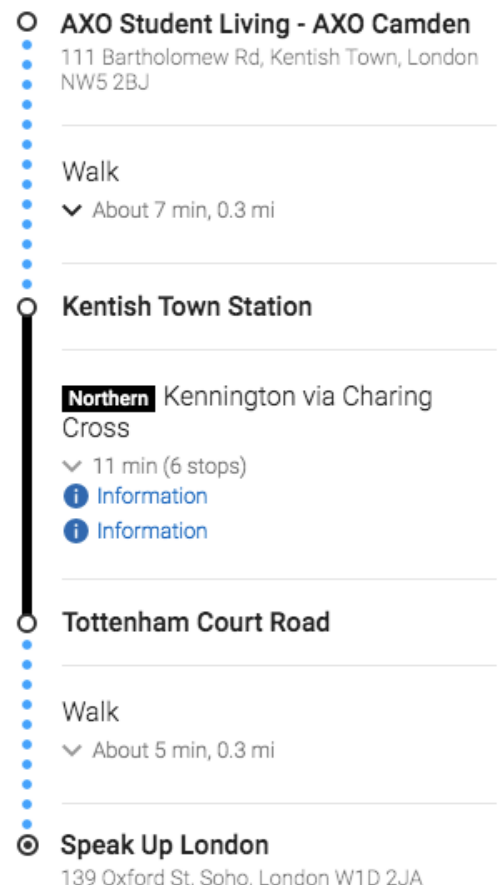 AXO Student Living - AXO Camden
111 Bartholomew Rd, Kentish Town, London
NW5 2BJ
Walk
About 7 min, 0.3 mi
Kentish Town Station
Northern Kennington via Charing
Cross
11 min (6 stops)
Information
Information
Tottenham Court Road
Walk
About 5 min, 0.3 mi
Speak Up London
139 Oxford St, Soho, London W1D 2JA